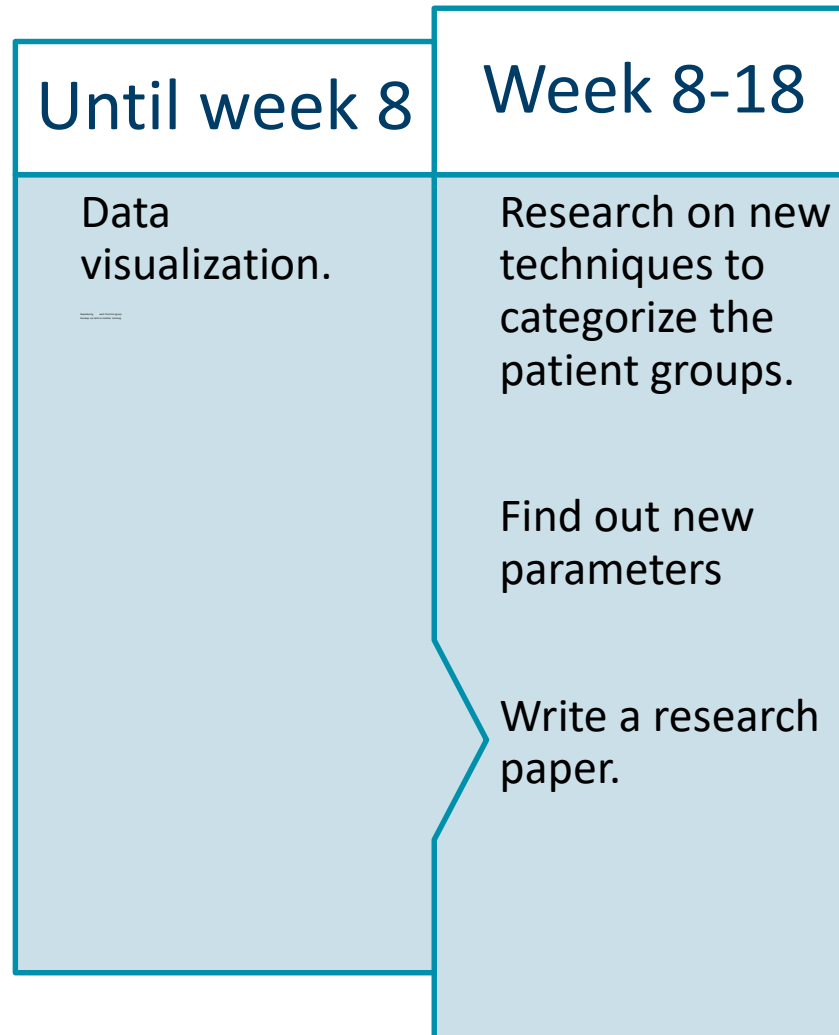 Until week 8
Data
visualization.
Week 8-18
Research on new
techniques to
categorize the
patient groups.
Find out new
parameters
Write a research
paper.